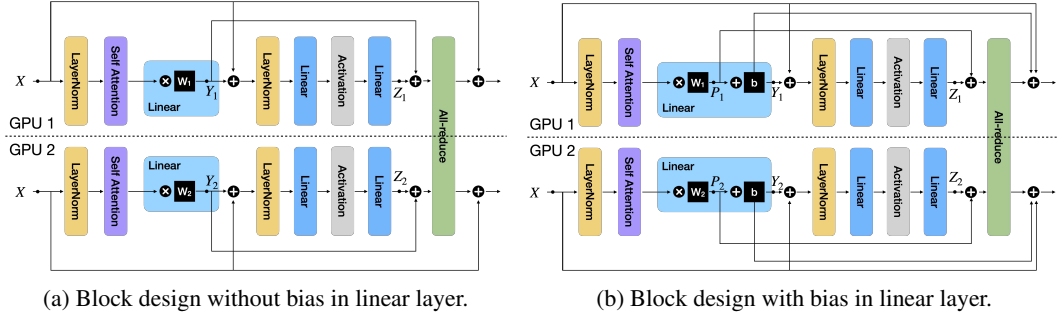 X
LayerNorm
Self Attention
W₁
Linear
Y₁
LayerNorm
Linear
Activation
Linear
Z₁
All-reduce
GPU 1
GPU 2
X
LayerNorm
Self Attention
Linear
W₂
Y₂
LayerNorm
Linear
Activation
Linear
Z₂
(a) Block design without bias in linear layer.
X
LayerNorm
Self Attention
W₁
P₁
b
Y₁
Linear
LayerNorm
Linear
Activation
Linear
Z₁
All-reduce
GPU 1
GPU 2
X
LayerNorm
Self Attention
Linear
W₂
P₂
b
Y₂
LayerNorm
Linear
Activation
Linear
Z₂
(b) Block design with bias in linear layer.